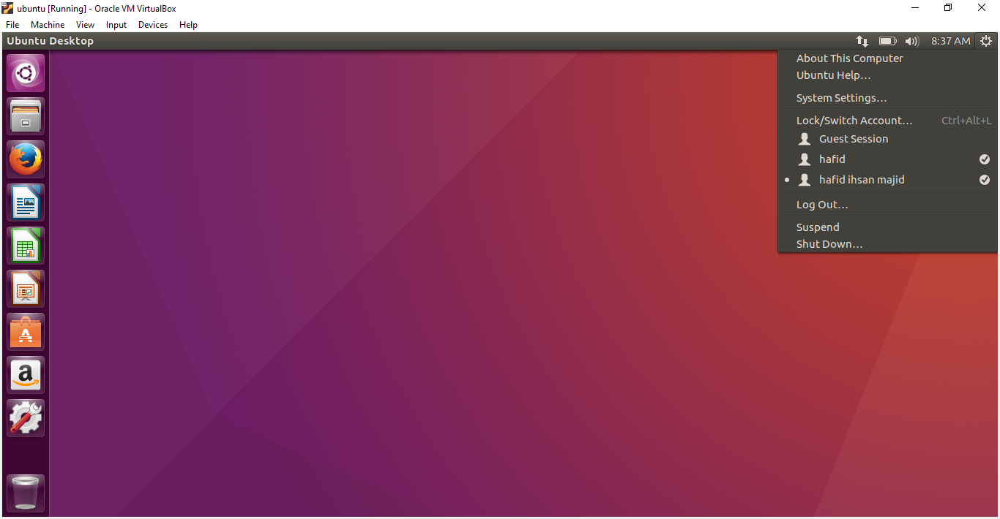 ubuntu [Running] - Oracle VM VirtualBox
File Machine View Input Devices Help
Ubuntu Desktop 8:37 AM
About This Computer
Ubuntu Help...
System Settings...
Lock/Switch Account... Ctrl+Alt+L
Guest Session
hafid
hafid ihsan majid
Log Out...
Suspend
Shut Down...